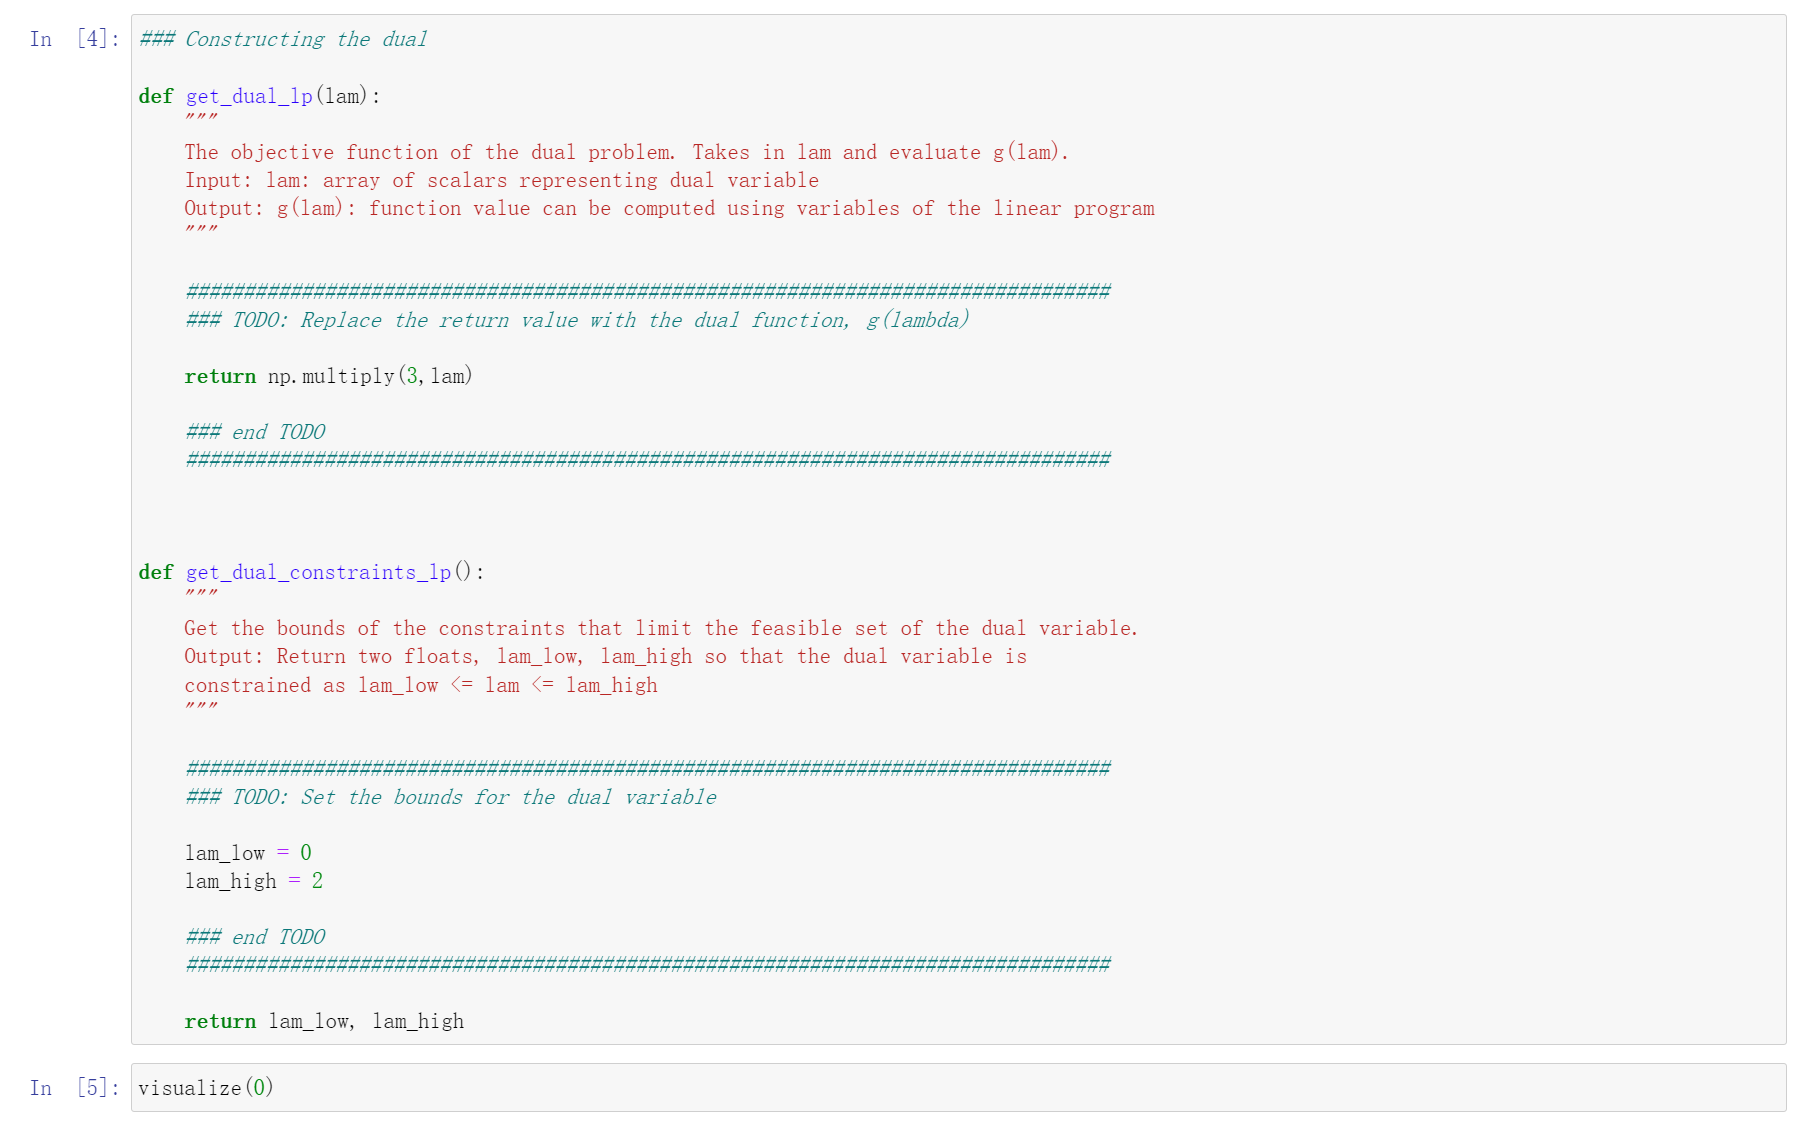 In [4]: ### Constructing the dual
def get_dual_lp(lam):
"""
The objective function of the dual problem. Takes in lam and evaluate g(lam).
Input: lam: array of scalars representing dual variable
Output: g(lam): function value can be computed using variables of the linear program
"""
################################################################################
### TODO: Replace the return value with the dual function, g(lambda)
return np.multiply(3,lam)
### end TODO
################################################################################
def get_dual_constraints_lp():
"""
Get the bounds of the constraints that limit the feasible set of the dual variable.
Output: Return two floats, lam_low, lam_high so that the dual variable is
constrained as lam_low <= lam <= lam_high
"""
################################################################################
### TODO: Set the bounds for the dual variable
lam_low = 0
lam_high = 2
### end TODO
################################################################################
return lam_low, lam_high
In [5]: visualize(0)